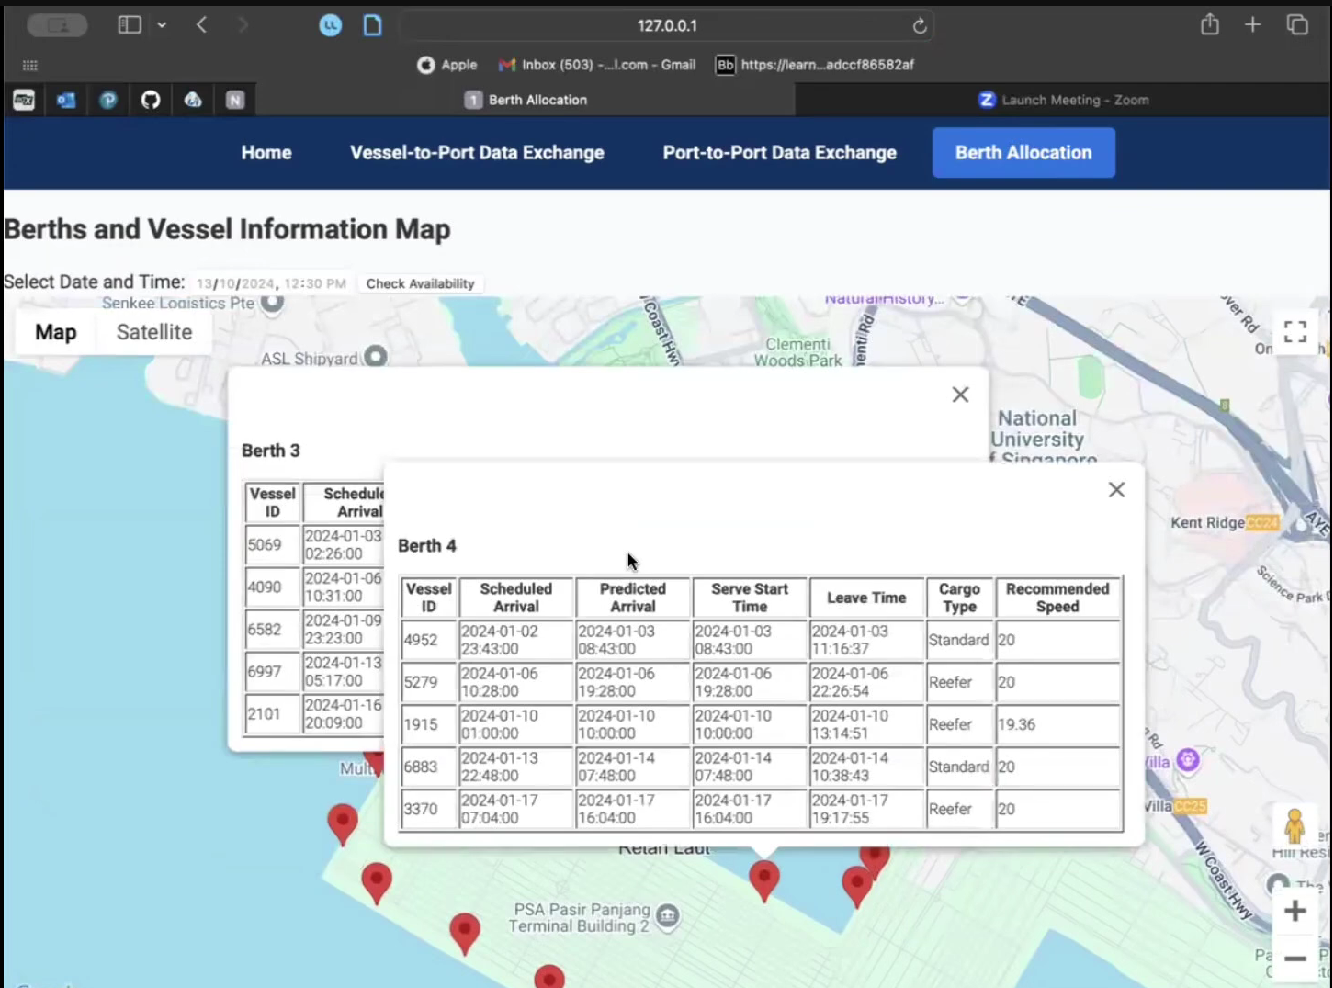 127.0.0.1
Apple
Inbox (503) -...l.com - Gmail
Bb
https://learn...adccf86582af
N
1 Berth Allocation
Launch Meeting - Zoom
Home
Vessel-to-Port Data Exchange
Port-to-Port Data Exchange
Berth Allocation
Berths and Vessel Information Map
Select Date and Time: 13/10/2024, 12:30 PM Check Availability
Senkee Logistics Pte
Natural History...
Map Satellite
ASL Shipyard
Clementi
Woods Park
W Coast Hwy
National
University
f Singapore
Kent Ridge CC24
AYE
Science Park D
Berth 3
Vessel ID
5069 2024-01-03 02:26:00
4090 2024-01-06 10:31:00
6582 2024-01-09 23:23:00
6997 2024-01-13 05:17:00
2101 2024-01-16 20:09:00
Berth 4
Vessel ID Scheduled Arrival Predicted Arrival Serve Start Time Leave Time Cargo Type Recommended Speed
4952 2024-01-02 23:43:00 2024-01-03 08:43:00 2024-01-03 08:43:00 2024-01-03 11:16:37 Standard 20
5279 2024-01-06 10:28:00 2024-01-06 19:28:00 2024-01-06 19:28:00 2024-01-06 22:26:54 Reefer 20
1915 2024-01-10 01:00:00 2024-01-10 10:00:00 2024-01-10 10:00:00 2024-01-10 13:14:51 Reefer 19.36
6883 2024-01-13 22:48:00 2024-01-14 07:48:00 2024-01-14 07:48:00 2024-01-14 10:38:43 Standard 20
3370 2024-01-17 07:04:00 2024-01-17 16:04:00 2024-01-17 16:04:00 2024-01-17 19:17:55 Reefer 20
Villa CC25
W Coast Hwy
Retan Laut
PSA Pasir Panjang
Terminal Building 2